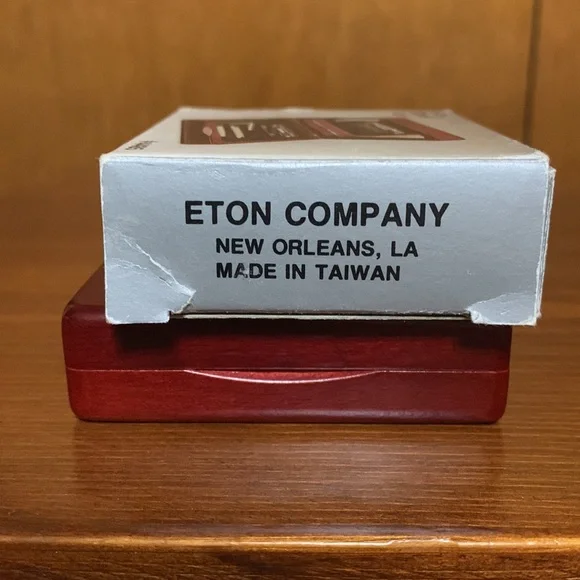 ETON COMPANY
NEW ORLEANS, LA
MADE IN TAIWAN